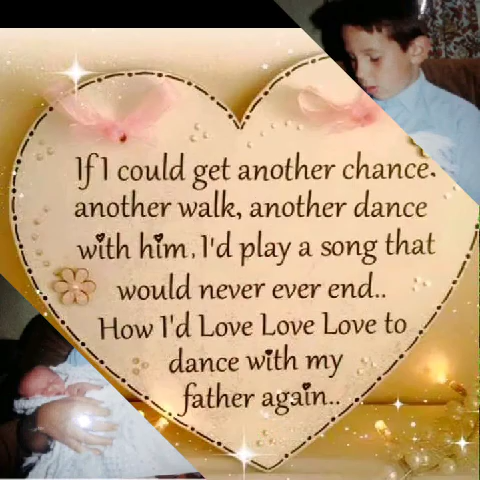 If I could get another chance.
another walk, another dance
with him, I'd play a song that
would never ever end..
How I'd Love Love Love to
dance with my
father again..